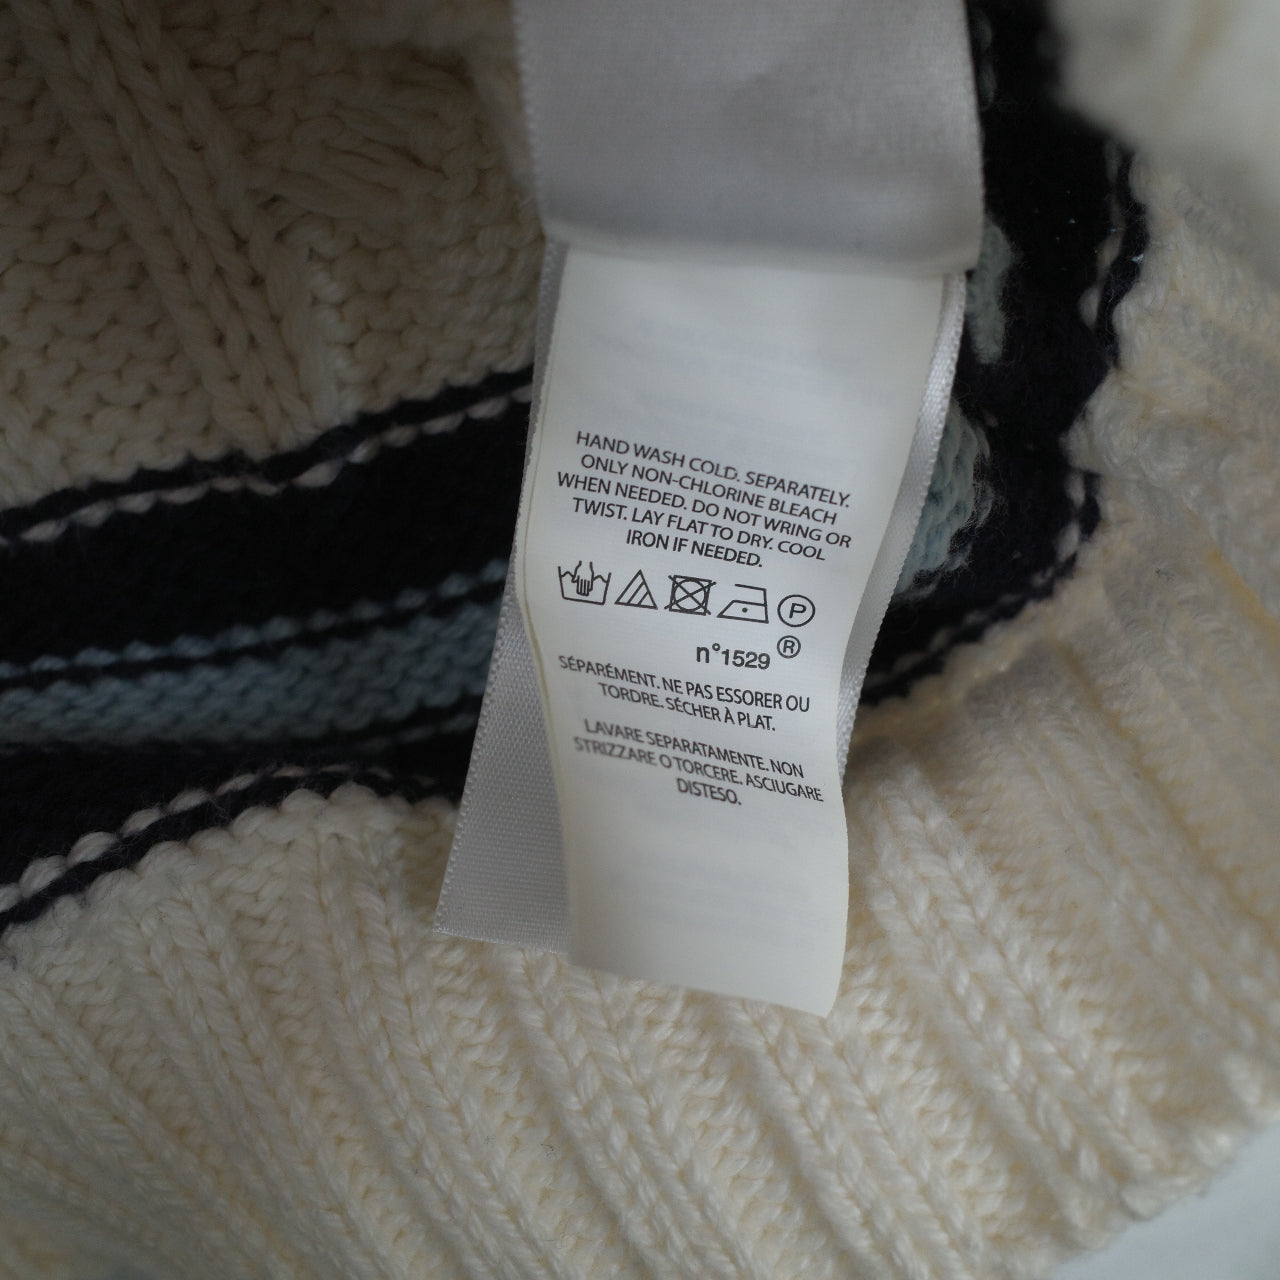 HAND WASH COLD. SEPARATELY.
ONLY NON-CHLORINE BLEACH
WHEN NEEDED. DO NOT WRING OR
TWIST. LAY FLAT TO DRY. COOL
IRON IF NEEDED.
P
n°1529 ®
SÉPARÉMENT. NE PAS ESSORER OU
TORDRE. SÉCHER À PLAT.
LAVARE SEPARATAMENTE. NON
STRIZZARE O TORCERE. ASCIUGARE
DISTESO.